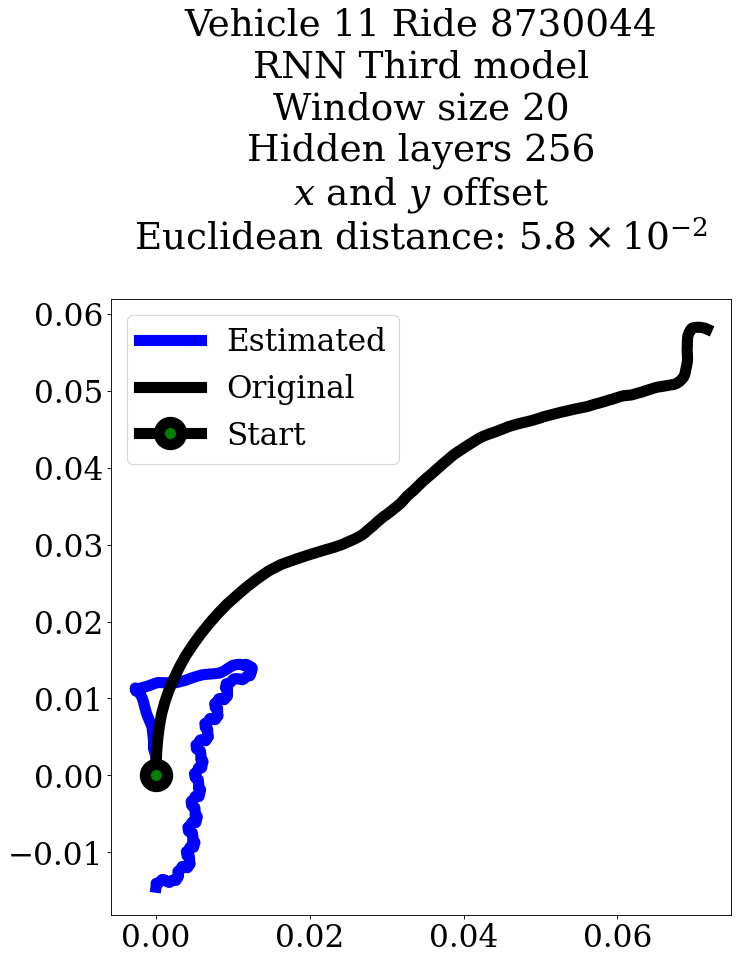 Vehicle 11 Ride 8730044
RNN Third model
Window size 20
Hidden layers 256
x and y offset
Euclidean distance: 5.8 × 10⁻²
Estimated
Original
Start
0.06
0.05
0.04
0.03
0.02
0.01
0.00
−0.01
0.00 0.02 0.04 0.06